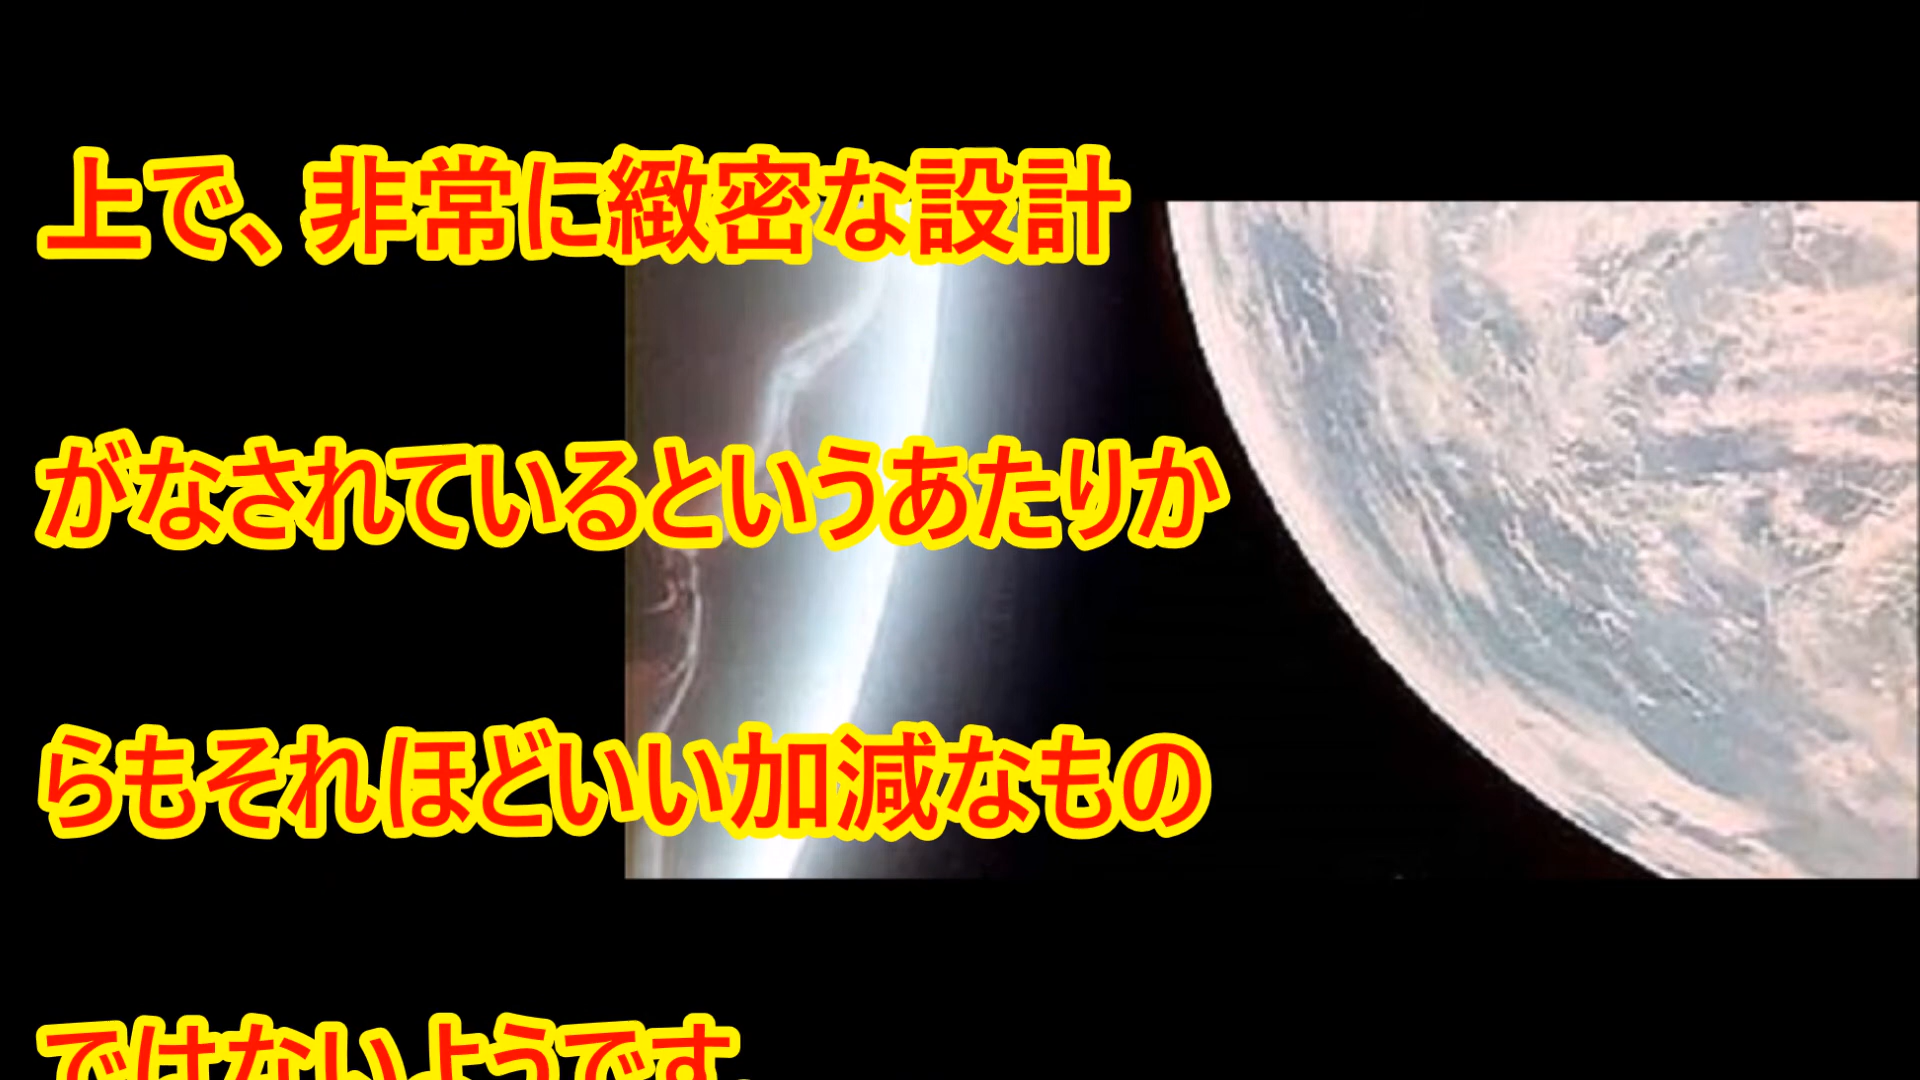 上で、非常に緻密な設計
がなされているというあたりか
らもそれほどいい加減なもの
ではないようです。